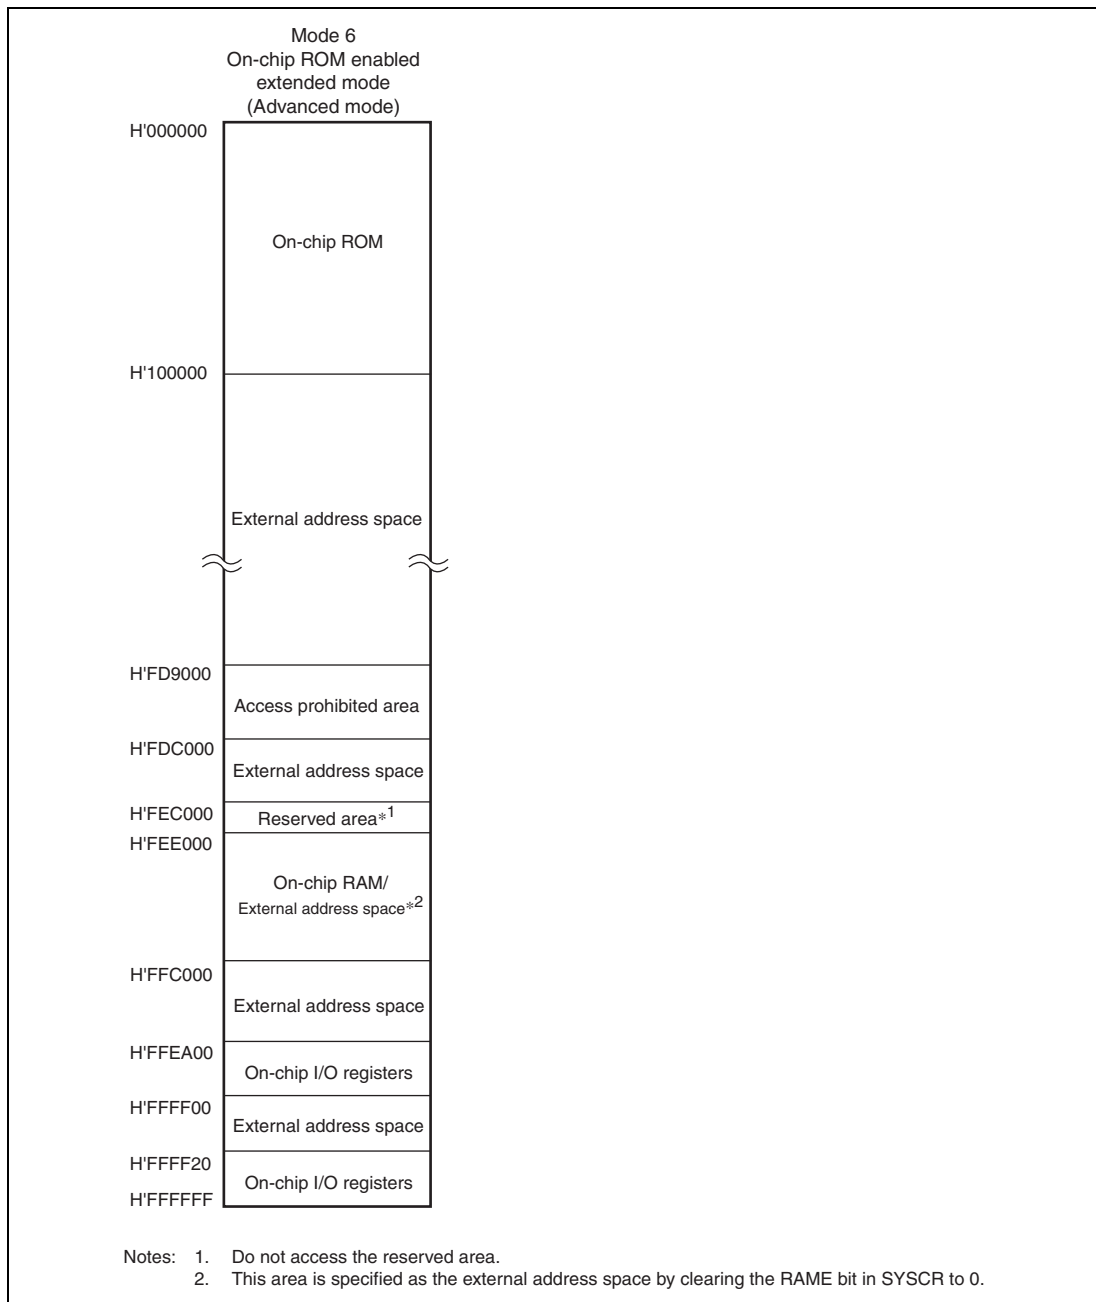 Mode 6
On-chip ROM enabled
extended mode
(Advanced mode)
H'000000
On-chip ROM
H'100000
External address space
H'FD9000
Access prohibited area
H'FDC000
External address space
H'FEC000
Reserved area*1
H'FEE000
On-chip RAM/
External address space*2
H'FFC000
External address space
H'FFEA00
On-chip I/O registers
H'FFFF00
External address space
H'FFFF20
On-chip I/O registers
H'FFFFFF
Notes: 1. Do not access the reserved area.
2. This area is specified as the external address space by clearing the RAME bit in SYSCR to 0.